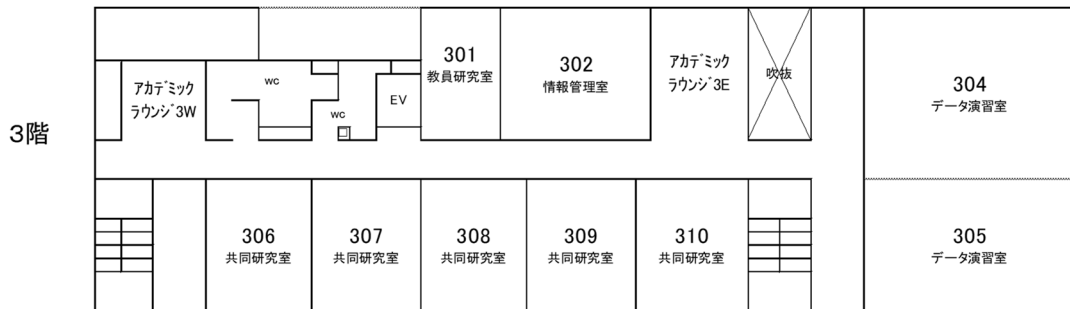 3階
アカデミック
ラウンジ3W
wc
wc
EV
301
教員研究室
302
情報管理室
アカデミック
ラウンジ3E
吹抜
304
データ演習室
306
共同研究室
307
共同研究室
308
共同研究室
309
共同研究室
310
共同研究室
305
データ演習室